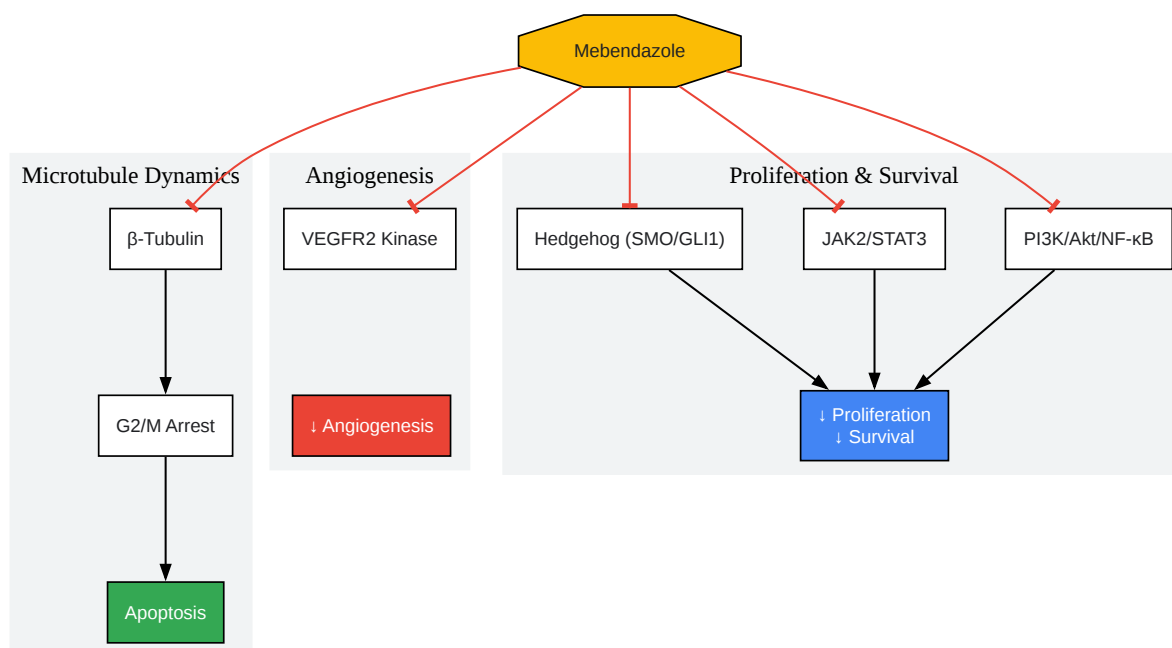 Mebendazole
Microtubule Dynamics
Angiogenesis
Proliferation & Survival
β-Tubulin
VEGFR2 Kinase
Hedgehog (SMO/GLI1)
JAK2/STAT3
PI3K/Akt/NF-κB
G2/M Arrest
↓ Angiogenesis
↓ Proliferation
↓ Survival
Apoptosis